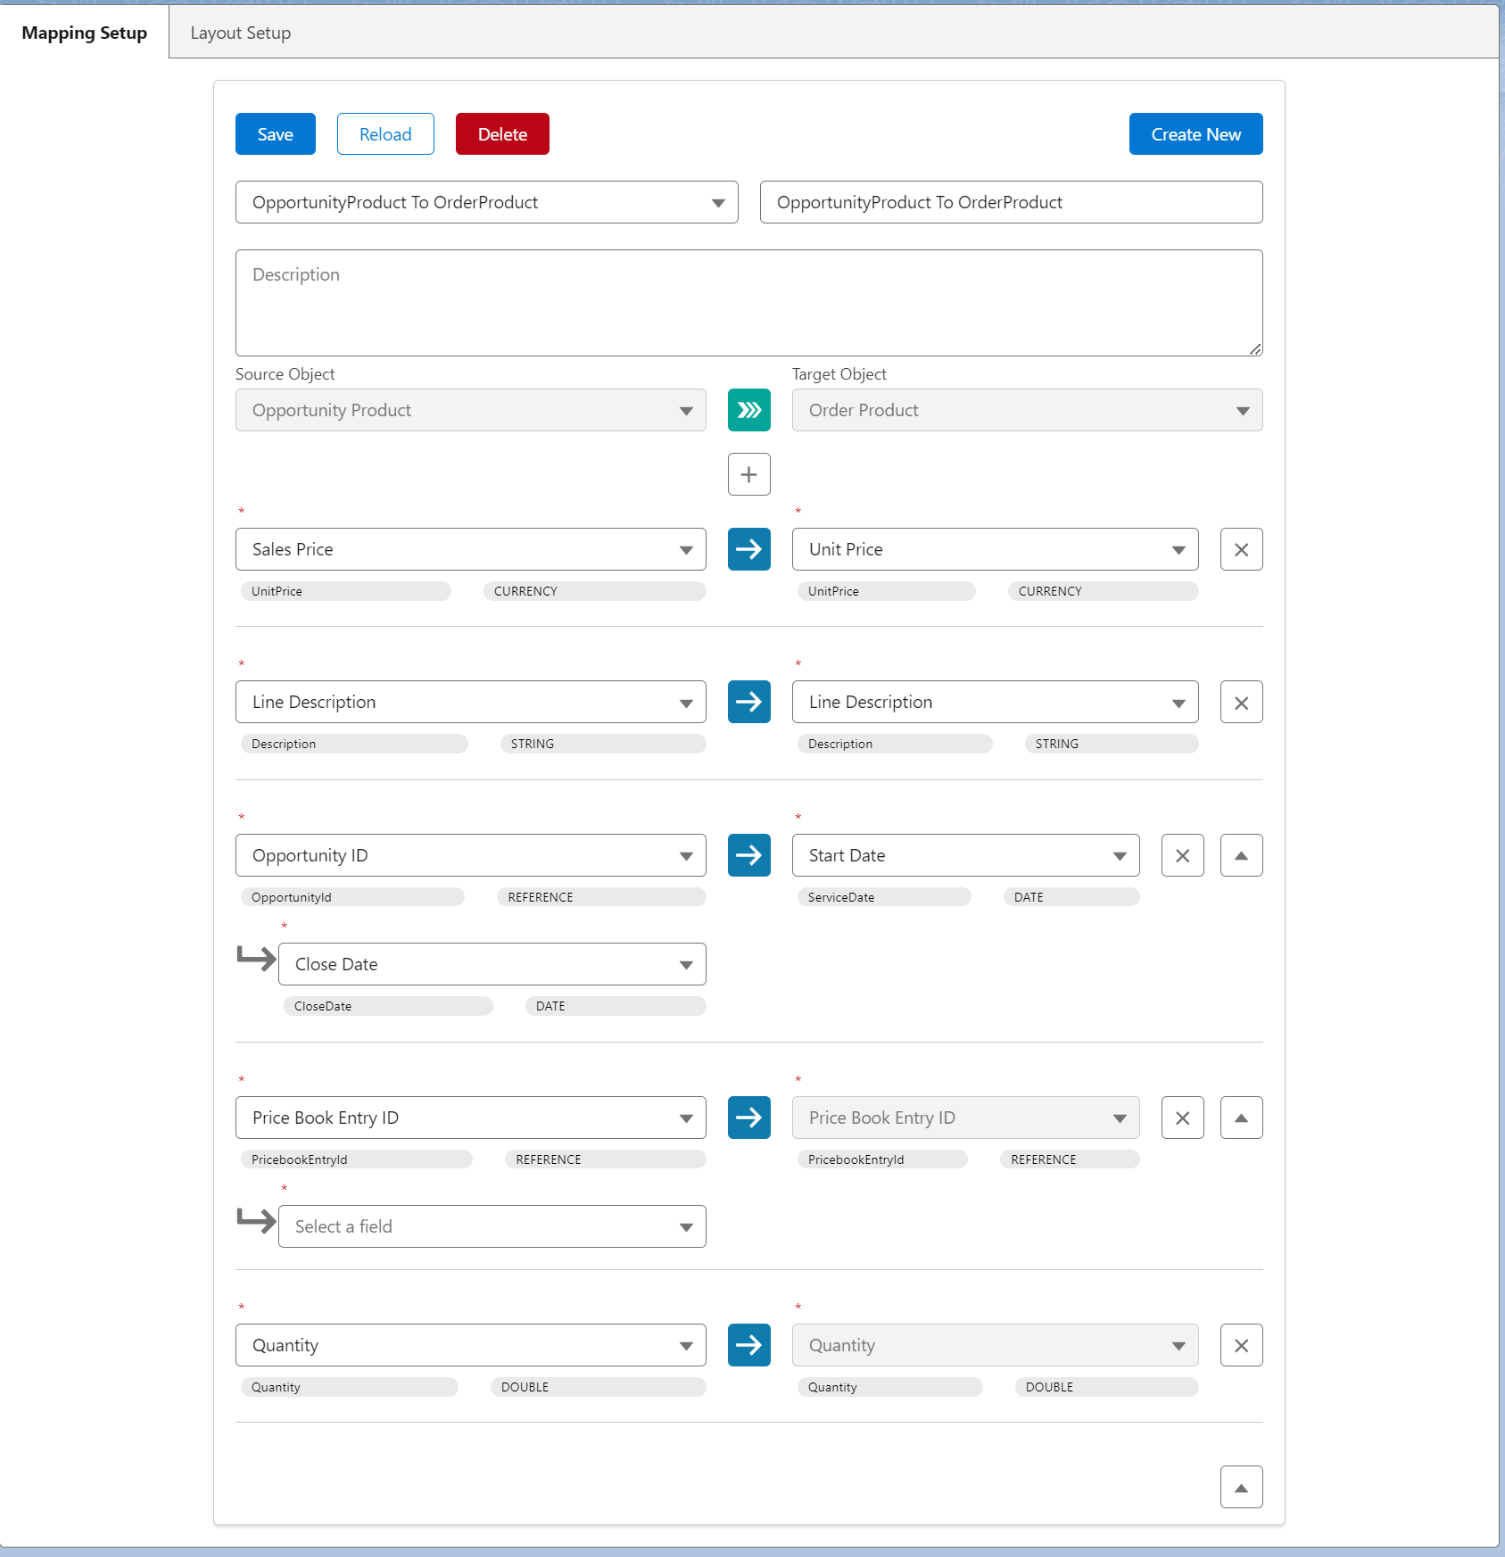 Mapping Setup
Layout Setup
Save
Reload
Delete
Create New
OpportunityProduct To OrderProduct
OpportunityProduct To OrderProduct
Description
Source Object
Target Object
Opportunity Product
Order Product
*
*
Sales Price
Unit Price
UnitPrice
CURRENCY
UnitPrice
CURRENCY
*
*
Line Description
Line Description
Description
STRING
Description
STRING
*
*
Opportunity ID
Start Date
OpportunityId
REFERENCE
ServiceDate
DATE
*
Close Date
CloseDate
DATE
*
*
Price Book Entry ID
Price Book Entry ID
PricebookEntryId
REFERENCE
PricebookEntryId
REFERENCE
*
Select a field
*
*
Quantity
Quantity
Quantity
DOUBLE
Quantity
DOUBLE